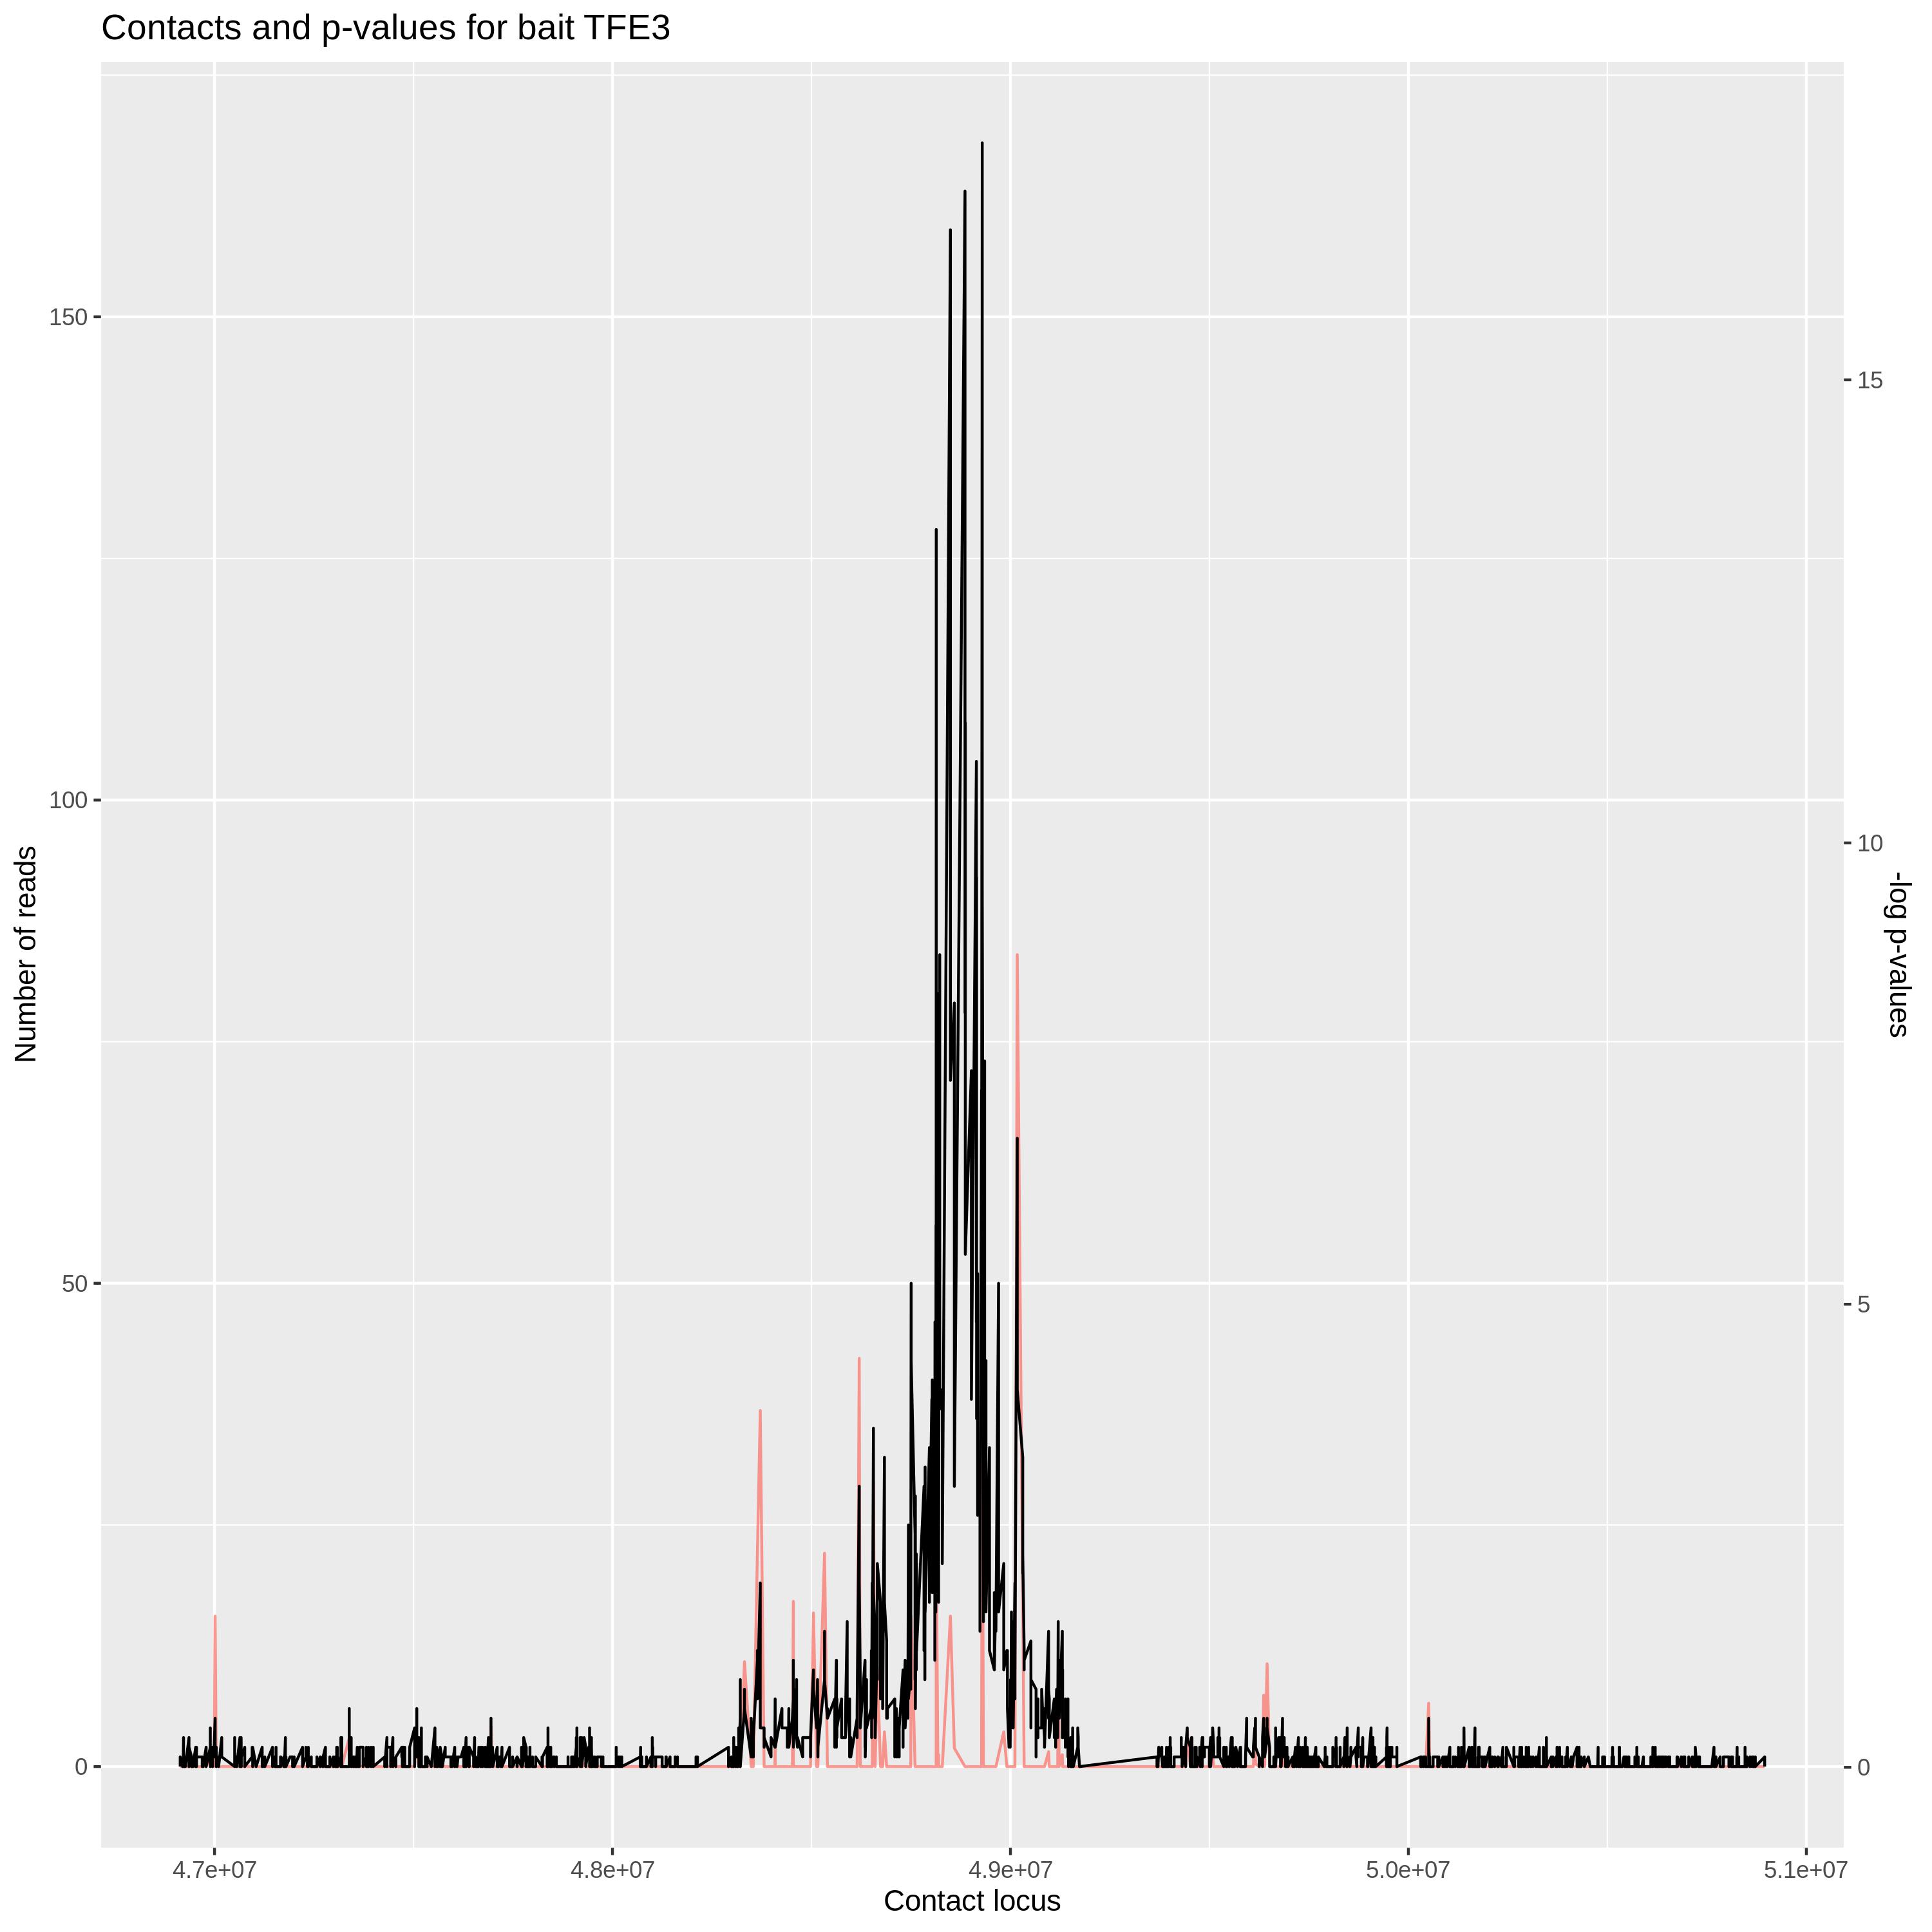 Contacts and p-values for bait TFE3
150
100
50
0
Number of reads
15
10
5
0
-log p-values
4.7e+07
4.8e+07
4.9e+07
5.0e+07
5.1e+07
Contact locus